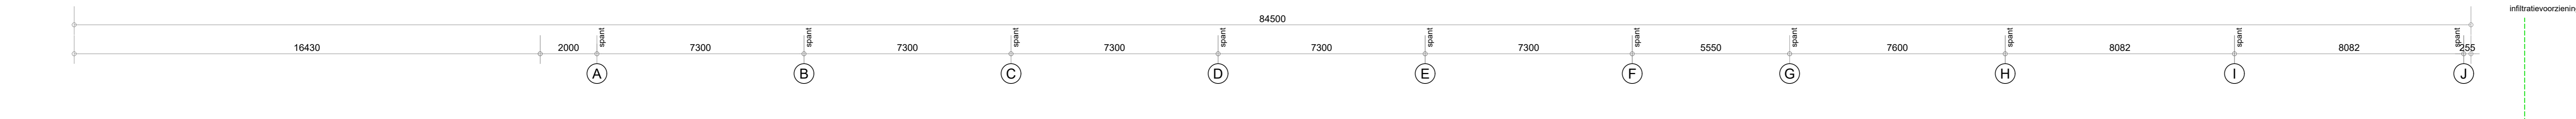 infiltratievoorziening
84500
spant spant spant spant spant spant spant spant spant spant
16430 2000 7300 7300 7300 7300 7300 5550 7600 8082 8082 255
A B C D E F G H I J